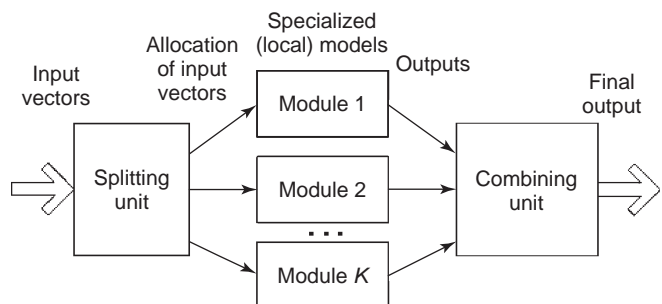 Specialized
(local) models
Allocation
of input
vectors
Input
vectors
Outputs
Final
output
Module 1
Splitting
unit
Module 2
Combining
unit
...
Module K